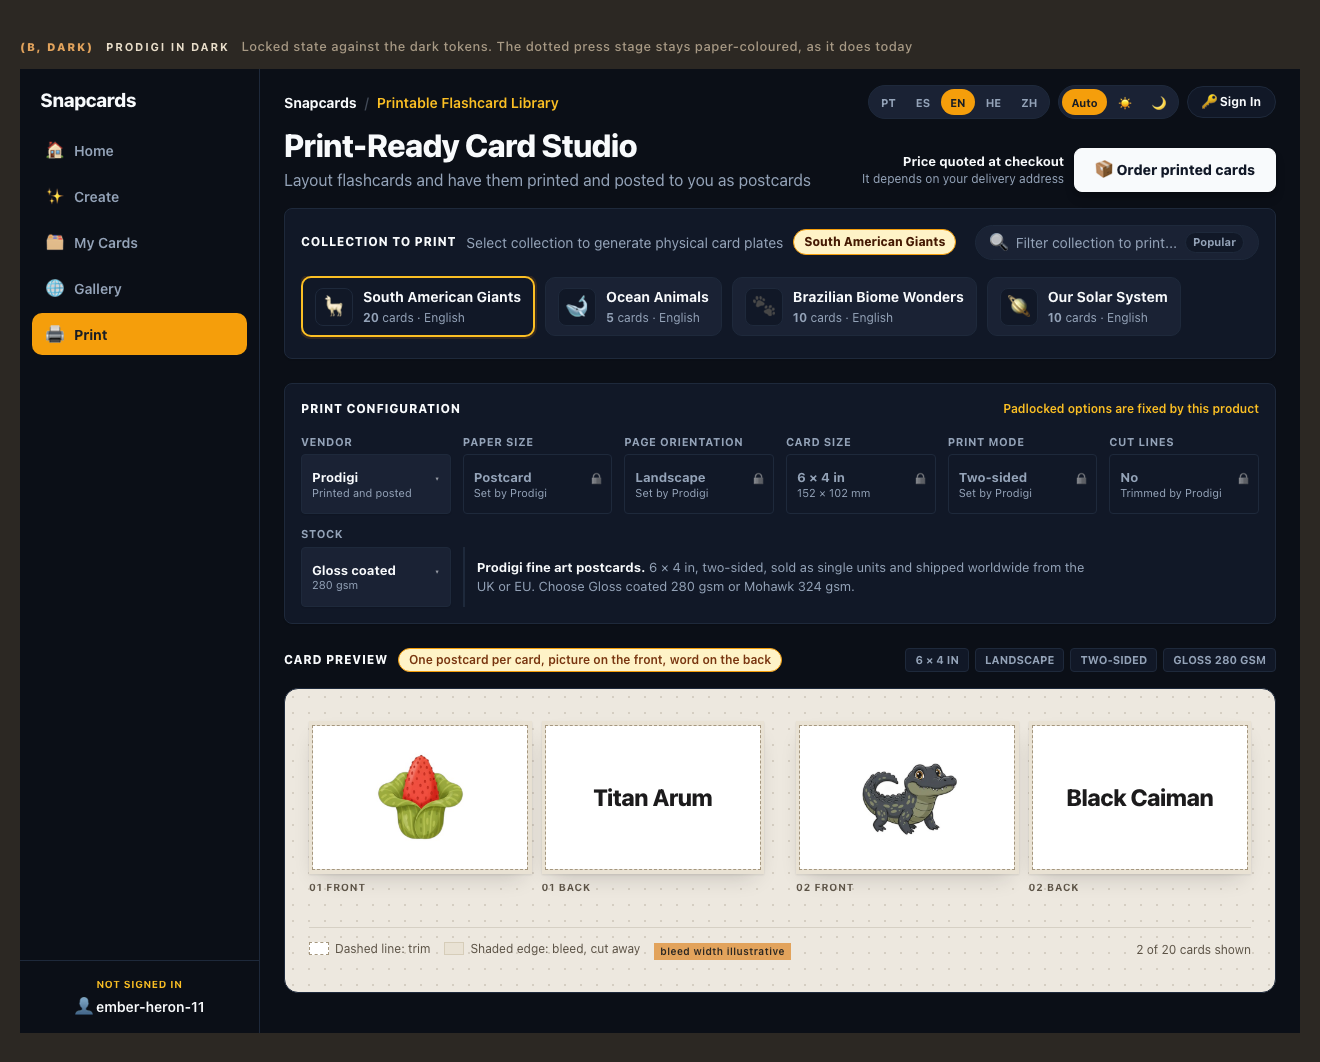 (B, DARK) PRODIGI IN DARK Locked state against the dark tokens. The dotted press stage stays paper-coloured, as it does today
Snapcards
Home
Create
My Cards
Gallery
Print
NOT SIGNED IN
ember-heron-11
Snapcards / Printable Flashcard Library
PT ES EN HE ZH
Auto
Sign In
Print-Ready Card Studio
Layout flashcards and have them printed and posted to you as postcards
Price quoted at checkout
It depends on your delivery address
Order printed cards
COLLECTION TO PRINT Select collection to generate physical card plates South American Giants
Filter collection to print... Popular
South American Giants
20 cards · English
Ocean Animals
5 cards · English
Brazilian Biome Wonders
10 cards · English
Our Solar System
10 cards · English
PRINT CONFIGURATION
Padlocked options are fixed by this product
VENDOR
Prodigi
Printed and posted
PAPER SIZE
Postcard
Set by Prodigi
PAGE ORIENTATION
Landscape
Set by Prodigi
CARD SIZE
6 × 4 in
152 × 102 mm
PRINT MODE
Two-sided
Set by Prodigi
CUT LINES
No
Trimmed by Prodigi
STOCK
Gloss coated
280 gsm
Prodigi fine art postcards. 6 × 4 in, two-sided, sold as single units and shipped worldwide from the
UK or EU. Choose Gloss coated 280 gsm or Mohawk 324 gsm.
CARD PREVIEW One postcard per card, picture on the front, word on the back
6 × 4 IN LANDSCAPE TWO-SIDED GLOSS 280 GSM
Titan Arum
Black Caiman
01 FRONT
01 BACK
02 FRONT
02 BACK
Dashed line: trim
Shaded edge: bleed, cut away
bleed width illustrative
2 of 20 cards shown